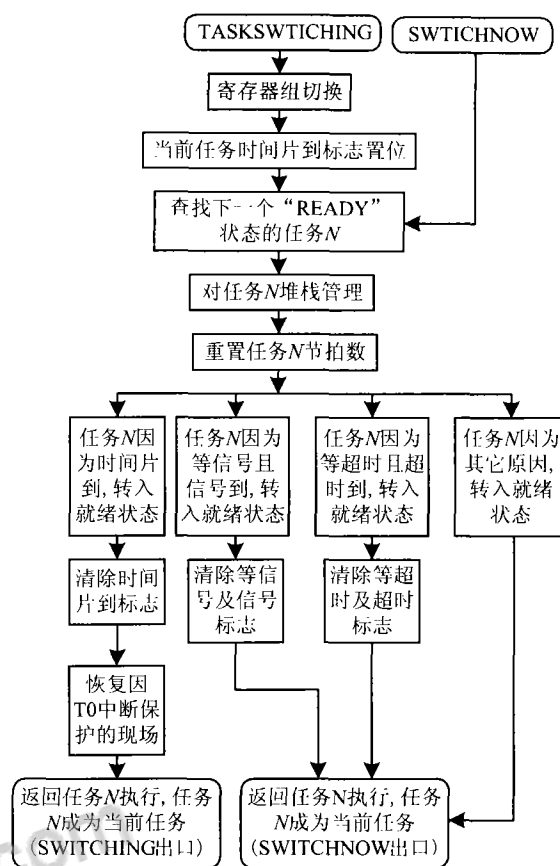 TASKSWTICHING
SWTICHNOW
寄存器组切换
当前任务时间片到标志置位
查找下一个“READY”
状态的任务N
对任务N堆栈管理
重置任务N节拍数
任务N因
为时间片
到,转入
就绪状态
任务N因为
等信号且
信号到,转
入就绪状态
任务N因为
等超时且超
时到,转入
就绪状态
任务N因为
其它原因,
转入就绪
状态
清除时间
片到标志
清除等信
号及信号
标志
清除等超
时及超时
标志
恢复因
T0中断保
护的现场
返回任务N执行,任务
N成为当前任务
(SWITCHING出口)
返回任务N执行,任务
N成为当前任务
(SWITCHNOW出口)
com